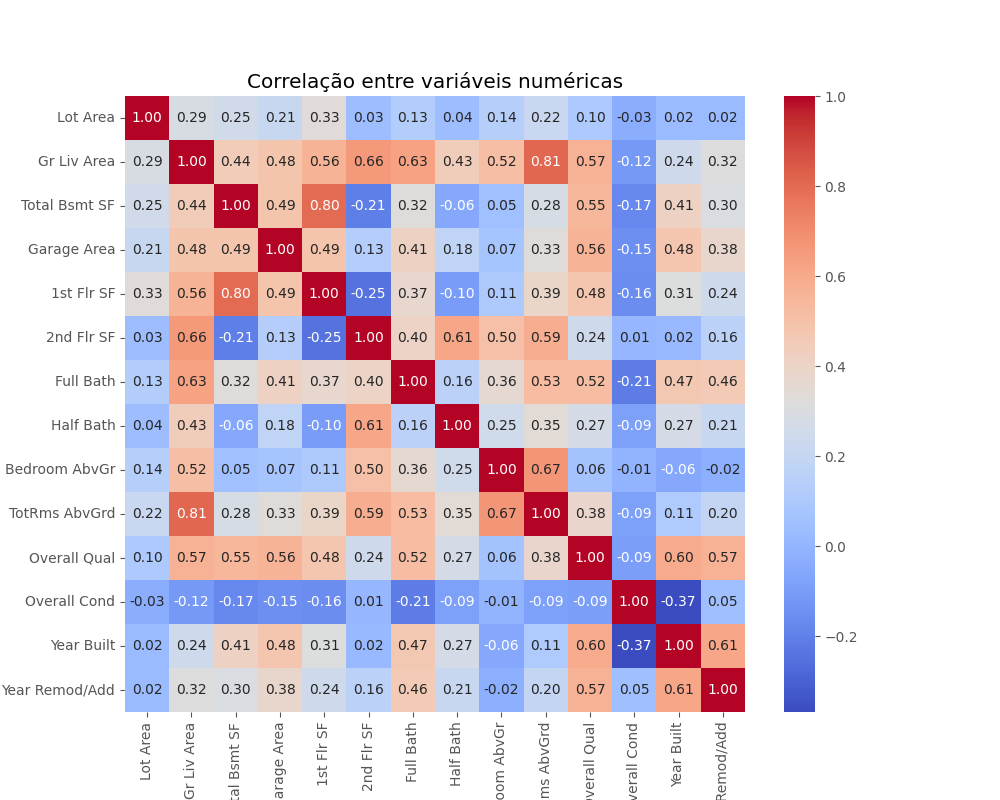 Correlação entre variáveis numéricas
Lot Area 1.00 0.29 0.25 0.21 0.33 0.03 0.13 0.04 0.14 0.22 0.10 -0.03 0.02 0.02
Gr Liv Area 0.29 1.00 0.44 0.48 0.56 0.66 0.63 0.43 0.52 0.81 0.57 -0.12 0.24 0.32
Total Bsmt SF 0.25 0.44 1.00 0.49 0.80 -0.21 0.32 -0.06 0.05 0.28 0.55 -0.17 0.41 0.30
Garage Area 0.21 0.48 0.49 1.00 0.49 0.13 0.41 0.18 0.07 0.33 0.56 -0.15 0.48 0.38
1st Flr SF 0.33 0.56 0.80 0.49 1.00 -0.25 0.37 -0.10 0.11 0.39 0.48 -0.16 0.31 0.24
2nd Flr SF 0.03 0.66 -0.21 0.13 -0.25 1.00 0.40 0.61 0.50 0.59 0.24 0.01 0.02 0.16
Full Bath 0.13 0.63 0.32 0.41 0.37 0.40 1.00 0.16 0.36 0.53 0.52 -0.21 0.47 0.46
Half Bath 0.04 0.43 -0.06 0.18 -0.10 0.61 0.16 1.00 0.25 0.35 0.27 -0.09 0.27 0.21
Bedroom AbvGr 0.14 0.52 0.05 0.07 0.11 0.50 0.36 0.25 1.00 0.67 0.06 -0.01 -0.06 -0.02
TotRms AbvGrd 0.22 0.81 0.28 0.33 0.39 0.59 0.53 0.35 0.67 1.00 0.38 -0.09 0.11 0.20
Overall Qual 0.10 0.57 0.55 0.56 0.48 0.24 0.52 0.27 0.06 0.38 1.00 -0.09 0.60 0.57
Overall Cond -0.03 -0.12 -0.17 -0.15 -0.16 0.01 -0.21 -0.09 -0.01 -0.09 -0.09 1.00 -0.37 0.05
Year Built 0.02 0.24 0.41 0.48 0.31 0.02 0.47 0.27 -0.06 0.11 0.60 -0.37 1.00 0.61
Year Remod/Add 0.02 0.32 0.30 0.38 0.24 0.16 0.46 0.21 -0.02 0.20 0.57 0.05 0.61 1.00
Lot Area
Gr Liv Area
tal Bsmt SF
arage Area
1st Flr SF
2nd Flr SF
Full Bath
Half Bath
oom AbvGr
ms AbvGrd
verall Qual
verall Cond
Year Built
Remod/Add
1.0
0.8
0.6
0.4
0.2
0.0
−0.2